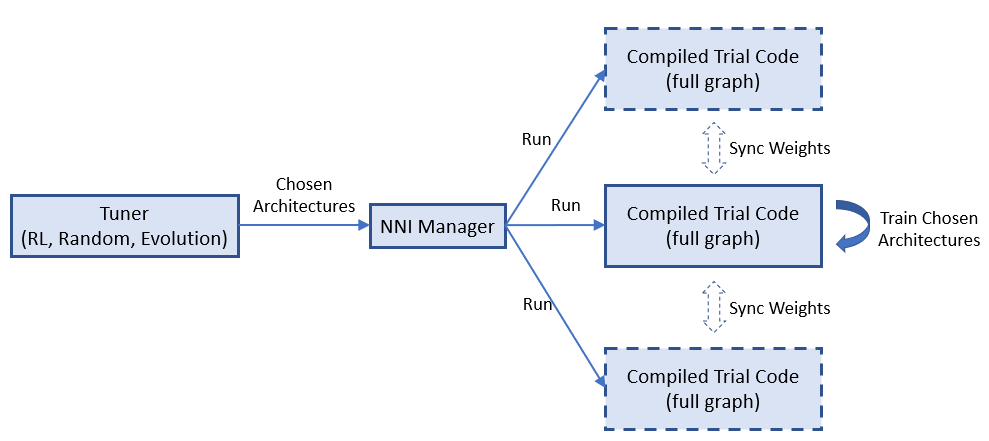 Tuner
(RL, Random, Evolution)
Chosen
Architectures
NNI Manager
Run
Run
Run
Compiled Trial Code
(full graph)
Sync Weights
Compiled Trial Code
(full graph)
Train Chosen
Architectures
Sync Weights
Compiled Trial Code
(full graph)